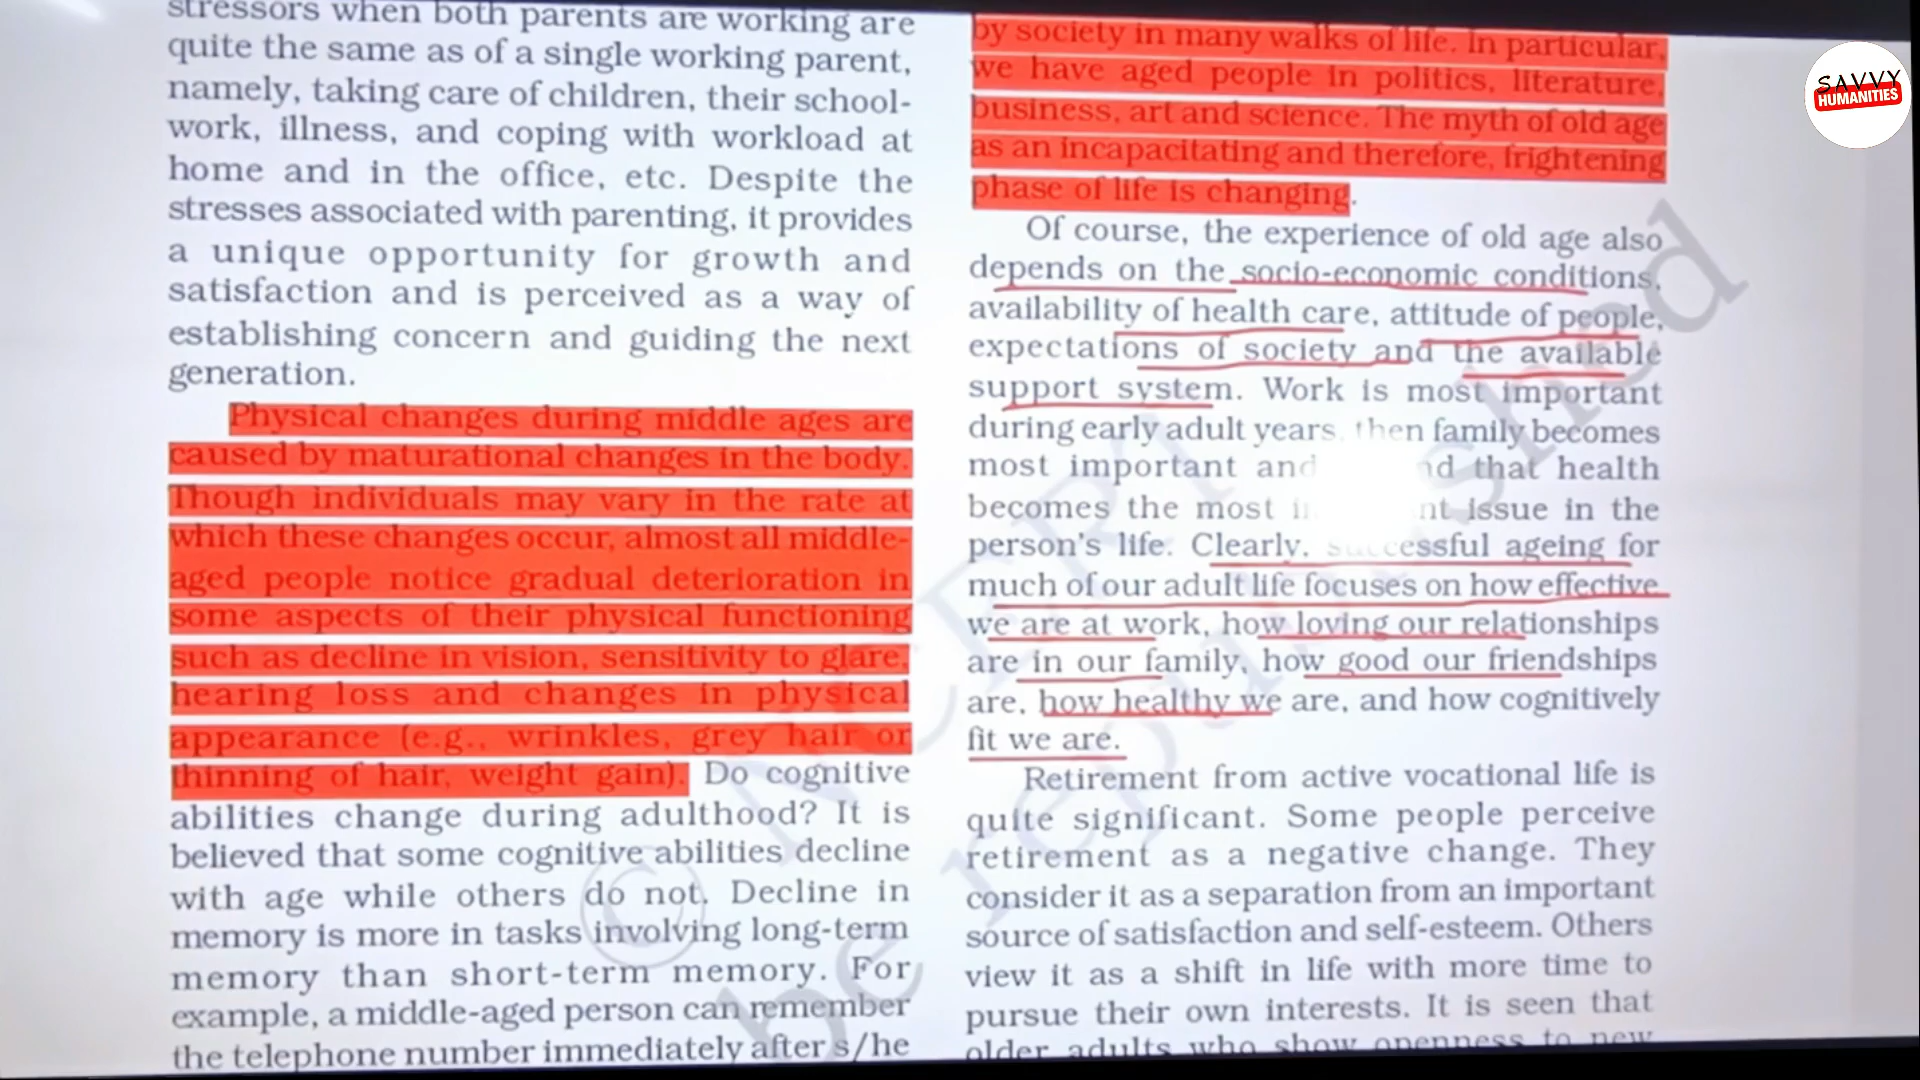 stressors when both parents are working are
quite the same as of a single working parent,
namely, taking care of children, their school-
work, illness, and coping with workload at
home and in the office, etc. Despite the
stresses associated with parenting, it provides
a unique opportunity for growth and
satisfaction and is perceived as a way of
establishing concern and guiding the next
generation.
Physical changes during middle ages are
caused by maturational changes in the body.
Though individuals may vary in the rate at
which these changes occur, almost all middle-
aged people notice gradual deterioration in
some aspects of their physical functioning
such as decline in vision, sensitivity to glare,
hearing loss and changes in physical
appearance (e.g., wrinkles, grey hair or
thinning of hair, weight gain). Do cognitive
abilities change during adulthood? It is
believed that some cognitive abilities decline
with age while others do not. Decline in
memory is more in tasks involving long-term
memory than short-term memory. For
example, a middle-aged person can remember
the telephone number immediately after s/he
by society in many walks of life. In particular,
we have aged people in politics, literature,
business, art and science. The myth of old age
as an incapacitating and therefore, frightening
phase of life is changing.
Of course, the experience of old age also
depends on the socio-economic conditions,
availability of health care, attitude of people,
expectations of society and the available
support system. Work is most important
during early adult years, then family becomes
most important and that health
becomes the most issue in the
person's life. Clearly, successful ageing for
much of our adult life focuses on how effective
we are at work, how loving our relationships
are in our family, how good our friendships
are, how healthy we are, and how cognitively
fit we are.
Retirement from active vocational life is
quite significant. Some people perceive
retirement as a negative change. They
consider it as a separation from an important
source of satisfaction and self-esteem. Others
view it as a shift in life with more time to
pursue their own interests. It is seen that
older adults who show openness to new
© NCERT
be republished
SAVVY
HUMANITIES